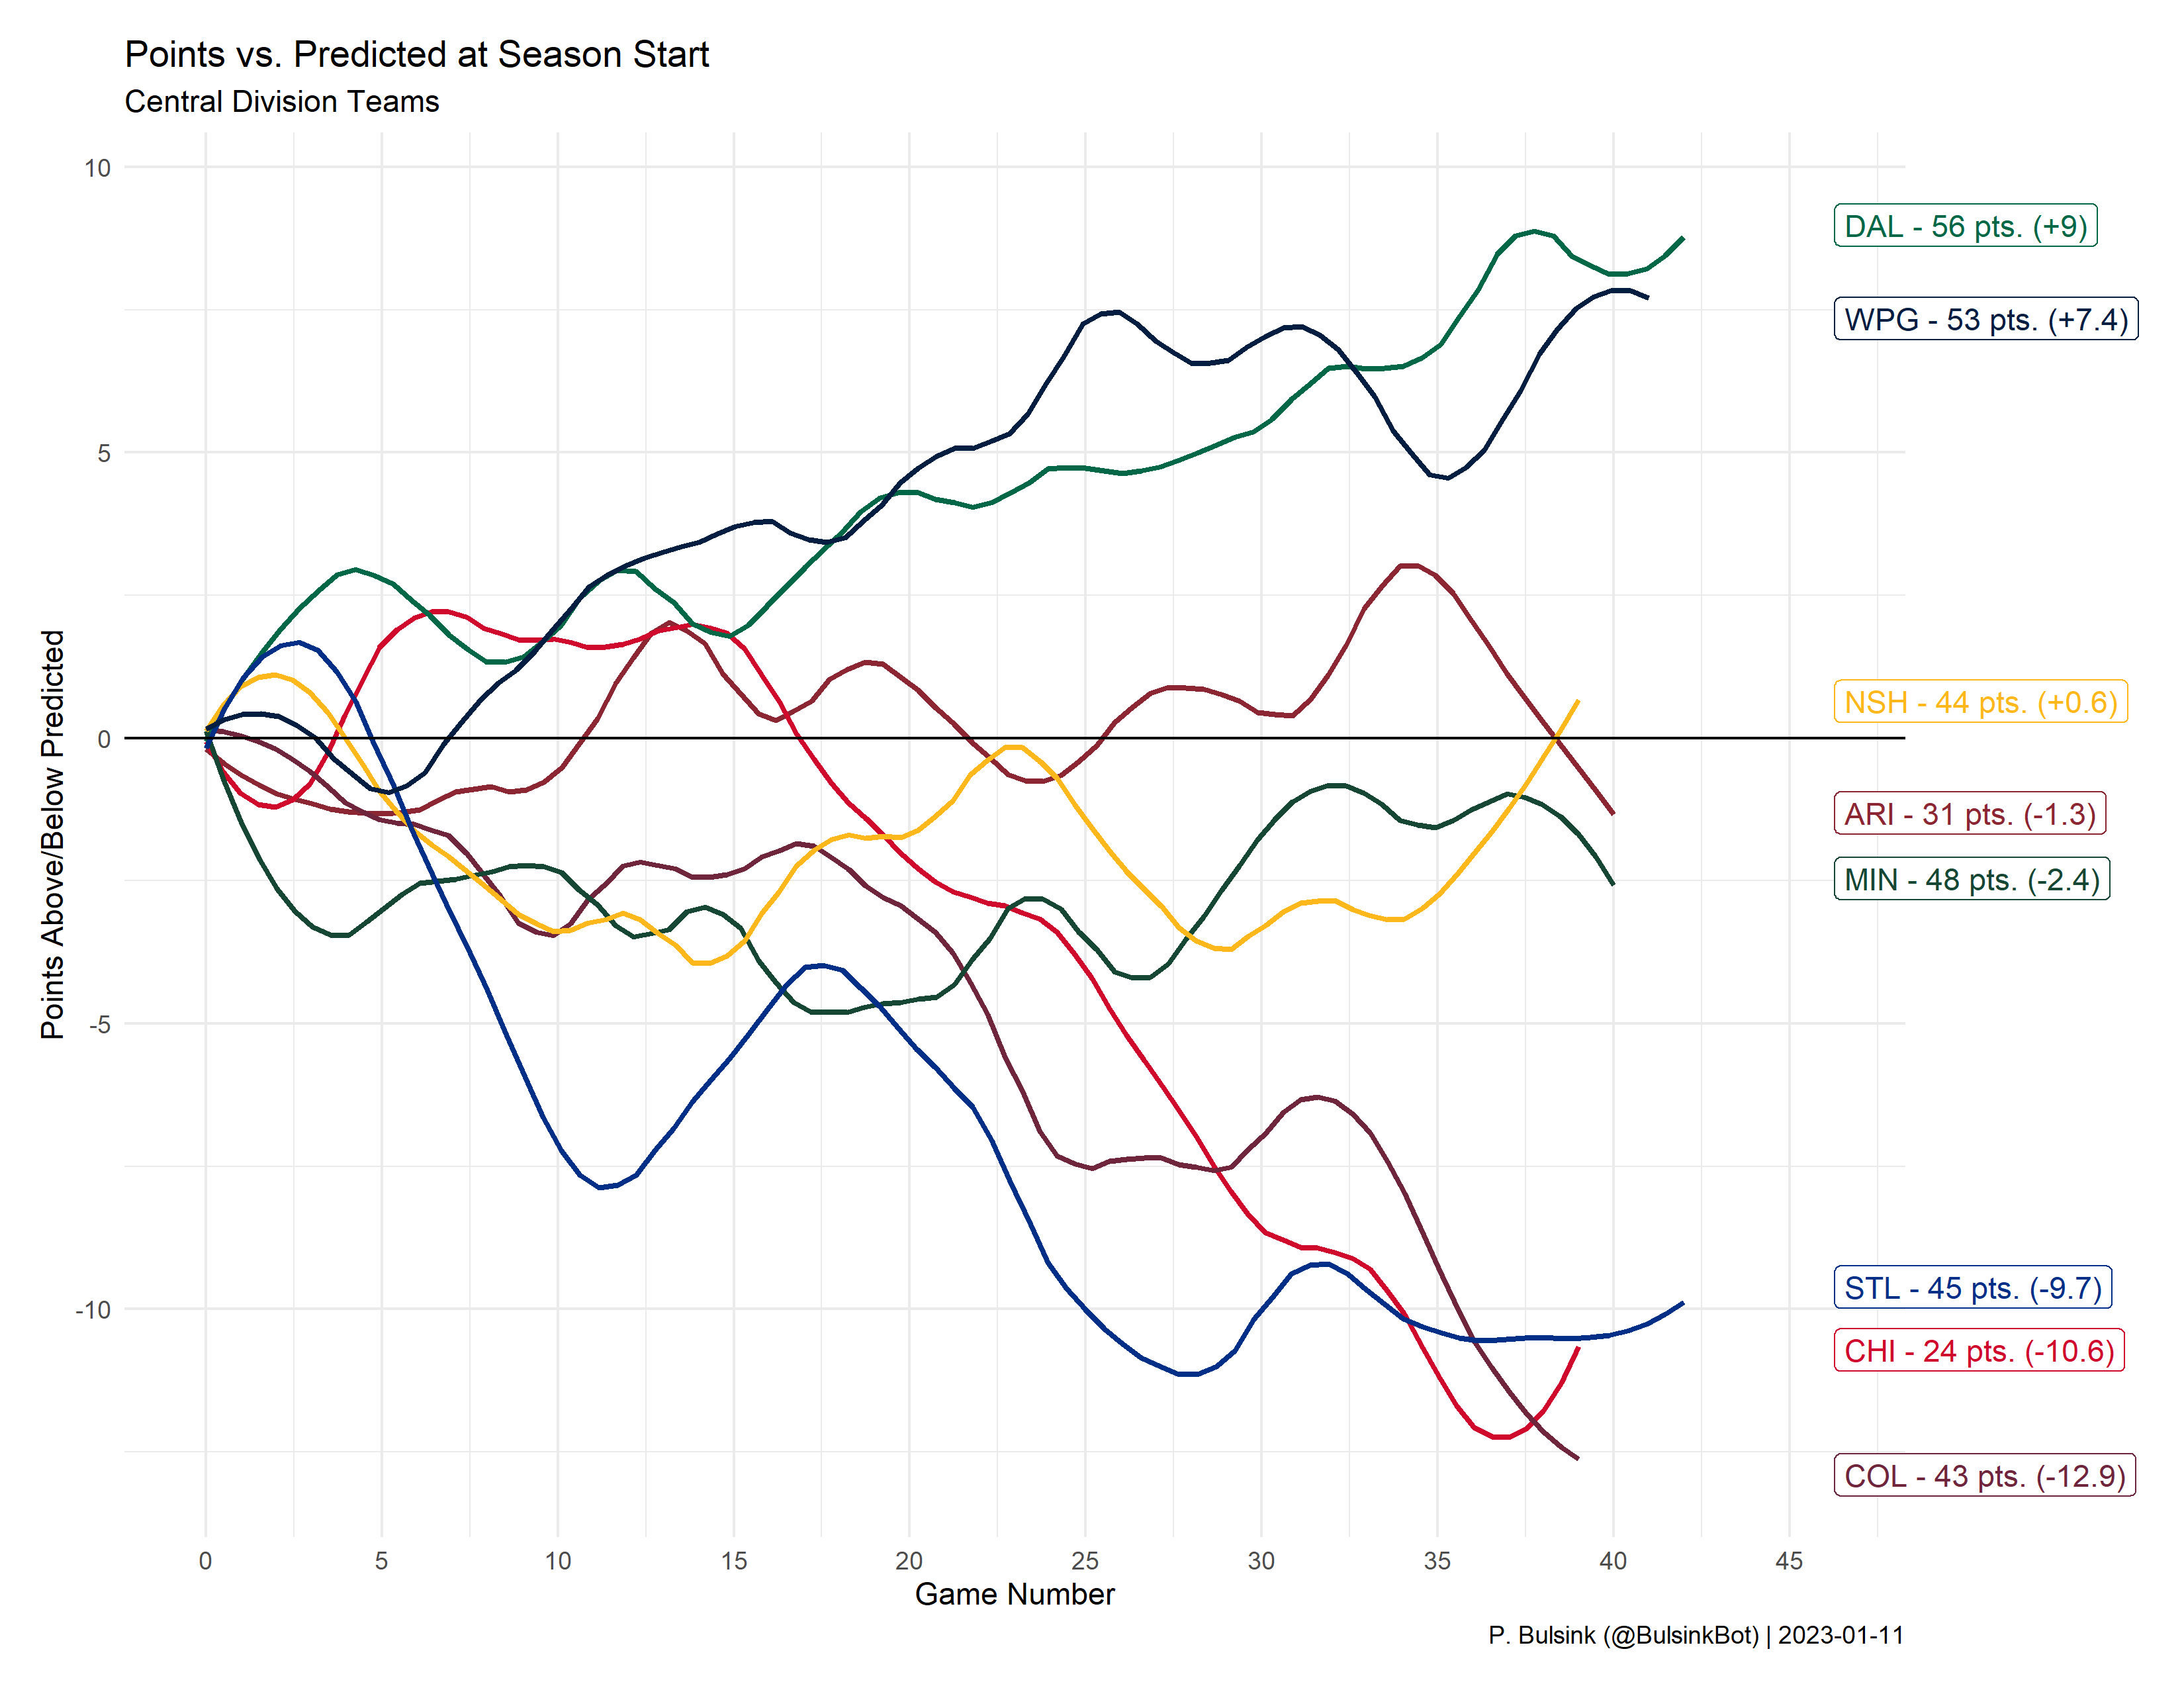 Points vs. Predicted at Season Start
Central Division Teams
Points Above/Below Predicted
10
5
0
-5
-10
DAL - 56 pts. (+9)
WPG - 53 pts. (+7.4)
NSH - 44 pts. (+0.6)
ARI - 31 pts. (-1.3)
MIN - 48 pts. (-2.4)
STL - 45 pts. (-9.7)
CHI - 24 pts. (-10.6)
COL - 43 pts. (-12.9)
0 5 10 15 20 25 30 35 40 45
Game Number
P. Bulsink (@BulsinkBot) | 2023-01-11